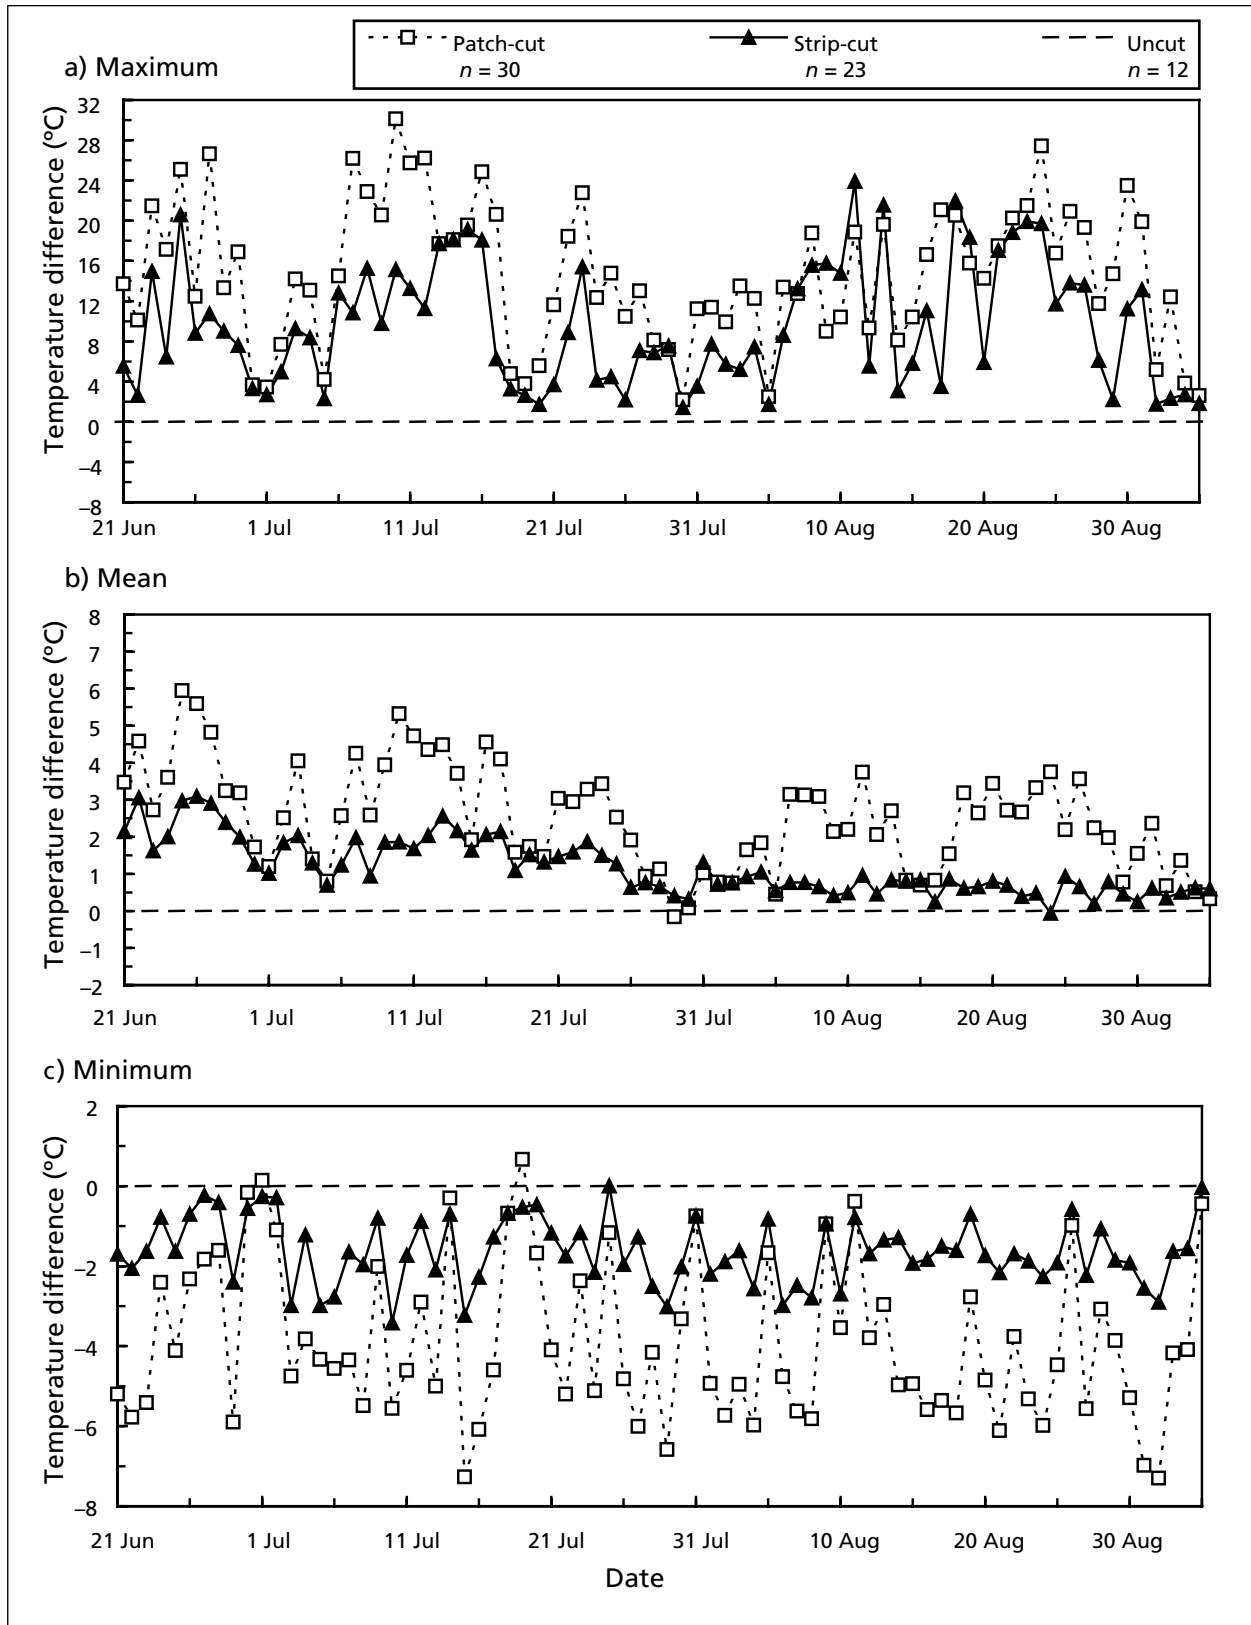 Patch-cut Strip-cut Uncut
n = 30 n = 23 n = 12
a) Maximum
Temperature difference (°C)
32
28
24
20
16
12
8
4
0
–4
–8
21 Jun 1 Jul 11 Jul 21 Jul 31 Jul 10 Aug 20 Aug 30 Aug
b) Mean
Temperature difference (°C)
8
7
6
5
4
3
2
1
0
–1
–2
21 Jun 1 Jul 11 Jul 21 Jul 31 Jul 10 Aug 20 Aug 30 Aug
c) Minimum
Temperature difference (°C)
2
0
–2
–4
–6
–8
21 Jun 1 Jul 11 Jul 21 Jul 31 Jul 10 Aug 20 Aug 30 Aug
Date